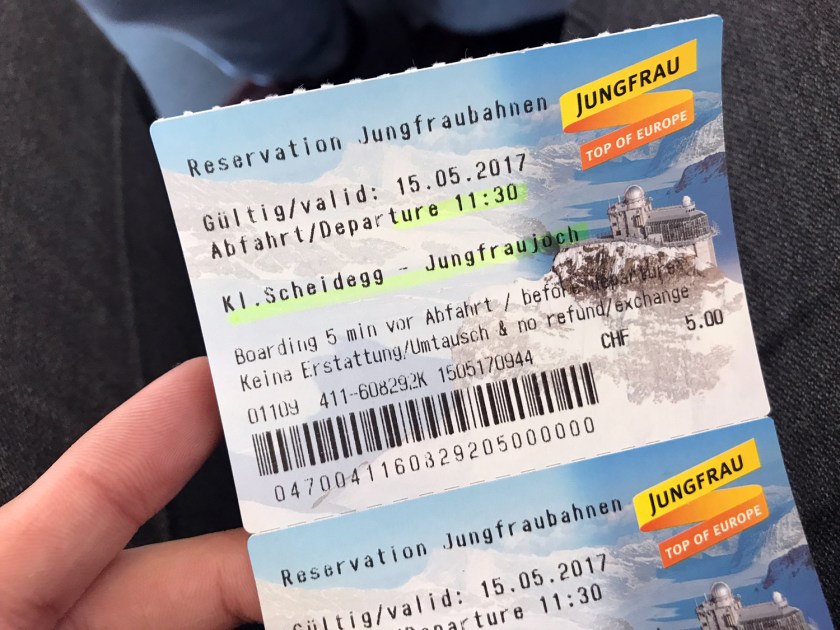 JUNGFRAU
TOP OF EUROPE
Reservation Jungfraubahnen
Gültig/valid: 15.05.2017
Abfahrt/Departure 11:30
Kl.Scheidegg - Jungfraujoch
Boarding 5 min vor Abfahrt / before departure
Keine Erstattung/Umtausch & no refund/exchange
CHF 5.00
01109 411-608292K 1505170944
04700411608329205000000
JUNGFRAU
TOP OF EUROPE
Reservation Jungfraubahnen
Gültig/valid: 15.05.2017
11:30